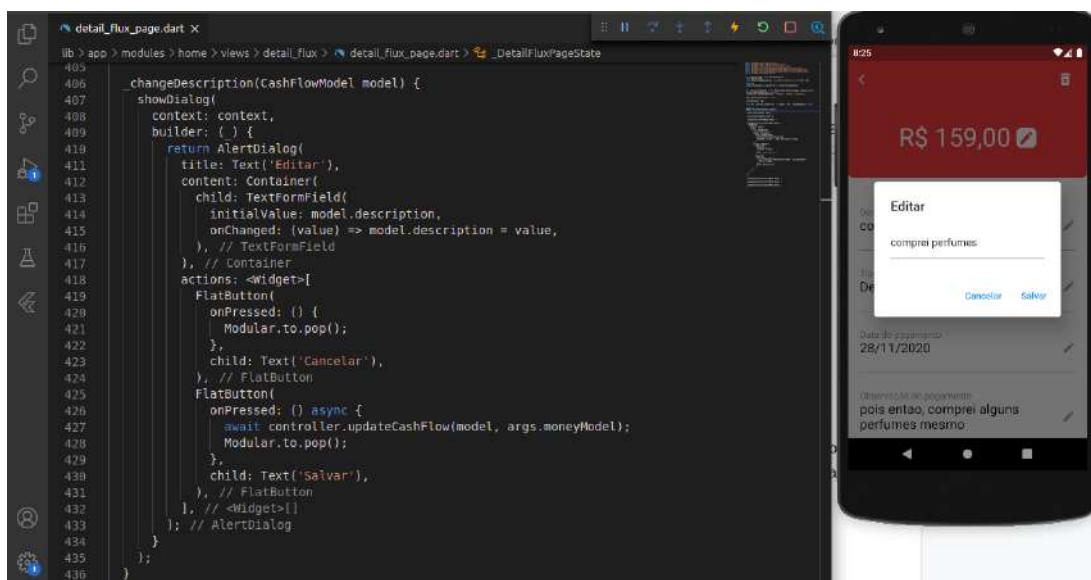 detail_flux_page.dart ×
lib > app > modules > home > views > detail_flux > detail_flux_page.dart > _DetailFluxPageState
405
406 _changeDescription(CashFlowModel model) {
407 showDialog(
408 context: context,
409 builder: (_) {
410 return AlertDialog(
411 title: Text('Editar'),
412 content: Container(
413 child: TextFormField(
414 initialValue: model.description,
415 onChanged: (value) => model.description = value,
416 ), // TextFormField
417 ), // Container
418 actions: <Widget>[
419 FlatButton(
420 onPressed: () {
421 Modular.to.pop();
422 },
423 child: Text('Cancelar'),
424 ), // FlatButton
425 FlatButton(
426 onPressed: () async {
427 await controller.updateCashFlow(model, args.moneyModel);
428 Modular.to.pop();
429 },
430 child: Text('Salvar'),
431 ), // FlatButton
432 ], // <Widget>[]
433 ); // AlertDialog
434 }
435 );
436 }
8:25
R$ 159,00
Editar
comprei perfumes
Cancelar Salvar
co
De
Data do pagamento
28/11/2020
Observação do pagamento
pois entao, comprei alguns
perfumes mesmo